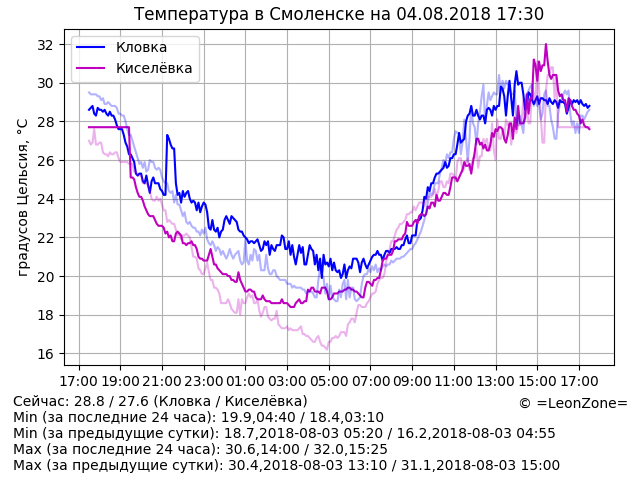 Температура в Смоленске на 04.08.2018 17:30
Кловка
Киселёвка
градусов Цельсия, °C
32
30
28
26
24
22
20
18
16
17:00 19:00 21:00 23:00 01:00 03:00 05:00 07:00 09:00 11:00 13:00 15:00 17:00
Сейчас: 28.8 / 27.6 (Кловка / Киселёвка)
© =LeonZone=
Min (за последние 24 часа): 19.9,04:40 / 18.4,03:10
Min (за предыдущие сутки): 18.7,2018-08-03 05:20 / 16.2,2018-08-03 04:55
Max (за последние 24 часа): 30.6,14:00 / 32.0,15:25
Max (за предыдущие сутки): 30.4,2018-08-03 13:10 / 31.1,2018-08-03 15:00